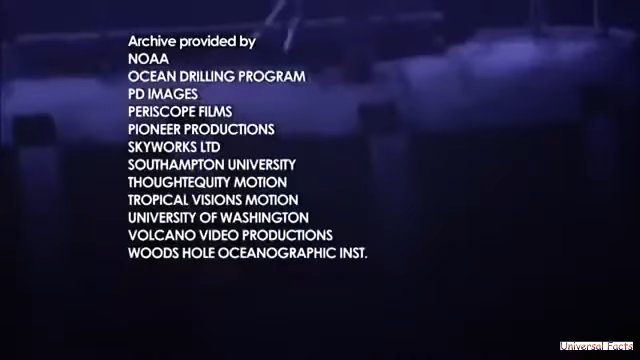 Archive provided by
NOAA
OCEAN DRILLING PROGRAM
PD IMAGES
PERISCOPE FILMS
PIONEER PRODUCTIONS
SKYWORKS LTD
SOUTHAMPTON UNIVERSITY
THOUGHTEQUITY MOTION
TROPICAL VISIONS MOTION
UNIVERSITY OF WASHINGTON
VOLCANO VIDEO PRODUCTIONS
WOODS HOLE OCEANOGRAPHIC INST.
Universal Facts